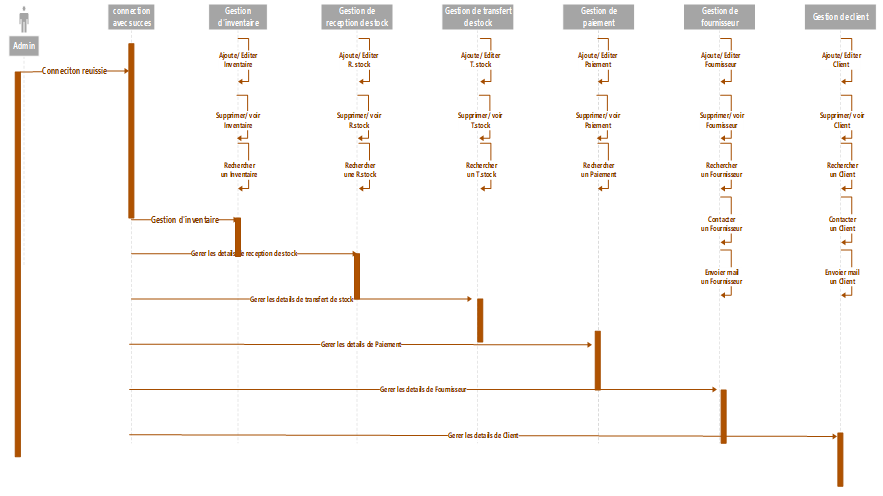 Admin
connection
avec succes
Gestion
d'inventaire
Gestion de
reception de stock
Gestion de transfert
de stock
Gestion de
paiement
Gestion de
fournisseur
Gestion de client
Conneciton reuissie
Ajoute/ Editer
Inventaire
Ajoute/ Editer
R. stock
Ajoute/ Editer
T. stock
Ajoute/ Editer
Paiement
Ajoute/ Editer
Fournisseur
Ajoute/ Editer
Client
Supprimer/ voir
Inventaire
Supprimer/ voir
R.stock
Supprimer/ voir
T.stock
Supprimer/ voir
Paiement
Supprimer/ voir
Fournisseur
Supprimer/ voir
Client
Rechercher
un Inventaire
Rechercher
une R.stock
Rechercher
un T.stock
Rechercher
un Paiement
Rechercher
un Fournisseur
Rechercher
un Client
Contacter
un Fournisseur
Contacter
un Client
Envoier mail
un Fournisseur
Envoier mail
un Client
Gestion d'inventaire
Gerer les details de reception de stock
Gerer les details de transfert de stock
Gerer les details de Paiement
Gerer les details de Fournisseur
Gerer les details de Client